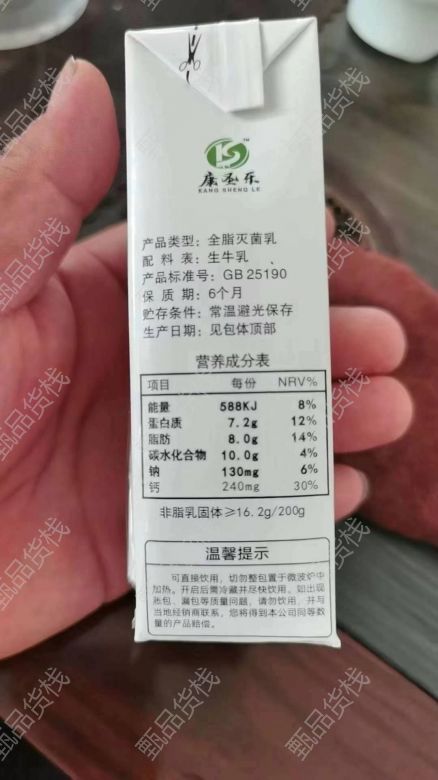 KS
TM
康圣乐
KANG SHENG LE
产品类型：全脂灭菌乳
配 料 表：生牛乳 、
产品标准号：GB 25190
保 质 期：6个月
贮存条件：常温避光保存
生产日期：见包体顶部
营养成分表
项目 每份 NRV%
能量 588KJ 8%
蛋白质 7.2g 12%
脂肪 8.0g 14%
碳水化合物 10.0g 4%
钠 130mg 6%
钙 240mg 30%
非脂乳固体≥16.2g/200g
温馨提示
可直接饮用，切勿整包置于微波炉中
加热。开启后需冷藏并尽快饮用。如出现
胀包、漏包等质量问题，请勿饮用，并与
当地经销商联系，您将得到本公司同等数
量的产品赔偿。
甄品货栈